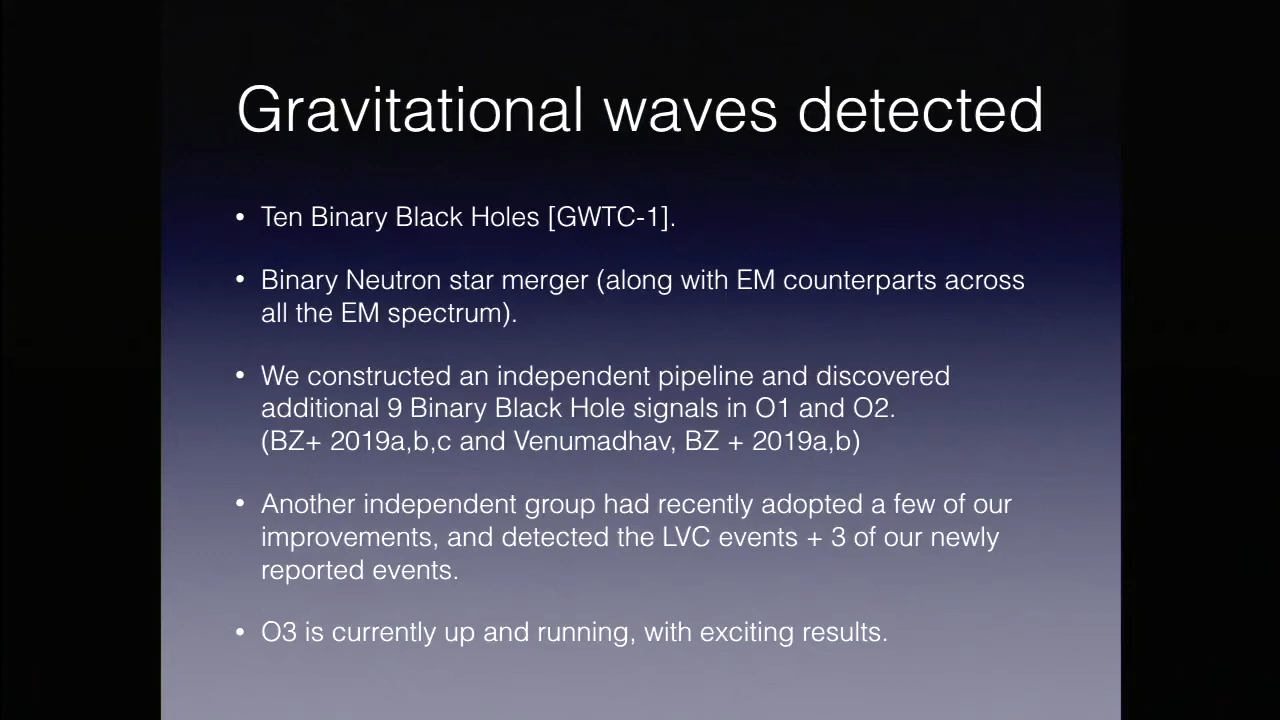 Gravitational waves detected
• Ten Binary Black Holes [GWTC-1].
• Binary Neutron star merger (along with EM counterparts across
all the EM spectrum).
• We constructed an independent pipeline and discovered
additional 9 Binary Black Hole signals in O1 and O2.
(BZ+ 2019a,b,c and Venumadhav, BZ + 2019a,b)
• Another independent group had recently adopted a few of our
improvements, and detected the LVC events + 3 of our newly
reported events.
• O3 is currently up and running, with exciting results.